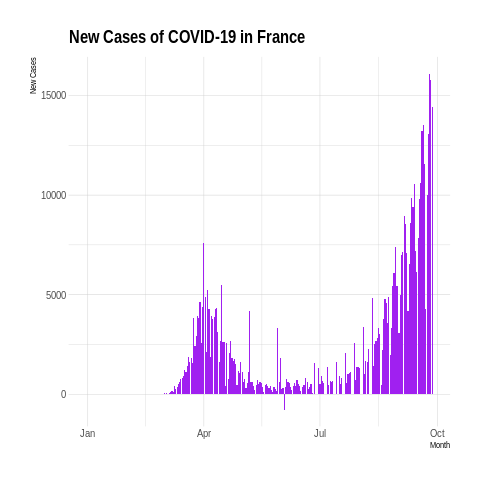 New Cases of COVID-19 in France
New Cases
15000
10000
5000
0
Jan Apr Jul Oct
Month